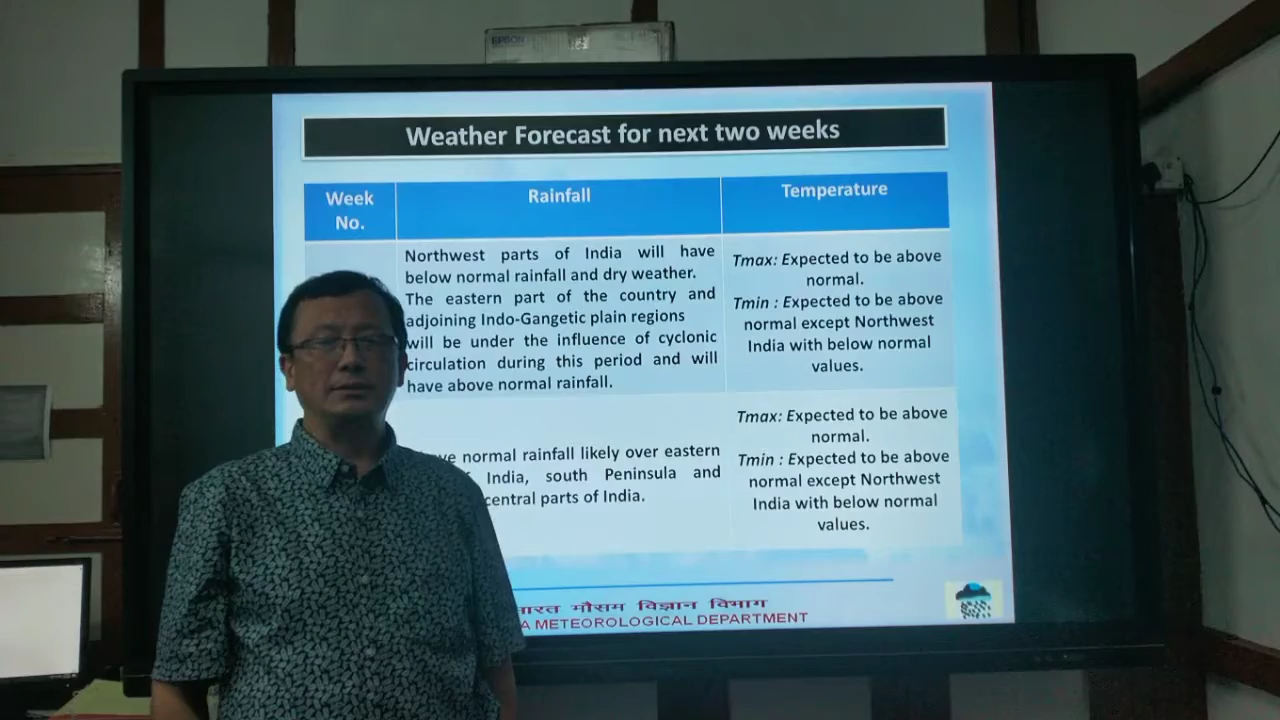 EPSON
Weather Forecast for next two weeks
Week
No.
Rainfall
Temperature
Northwest parts of India will have
below normal rainfall and dry weather.
The eastern part of the country and
adjoining Indo-Gangetic plain regions
will be under the influence of cyclonic
circulation during this period and will
have above normal rainfall.
Tmax: Expected to be above
normal.
Tmin : Expected to be above
normal except Northwest
India with below normal
values.
normal rainfall likely over eastern
India, south Peninsula and
central parts of India.
Tmax: Expected to be above
normal.
Tmin : Expected to be above
normal except Northwest
India with below normal
values.
मौसम विज्ञान विभाग
METEOROLOGICAL DEPARTMENT